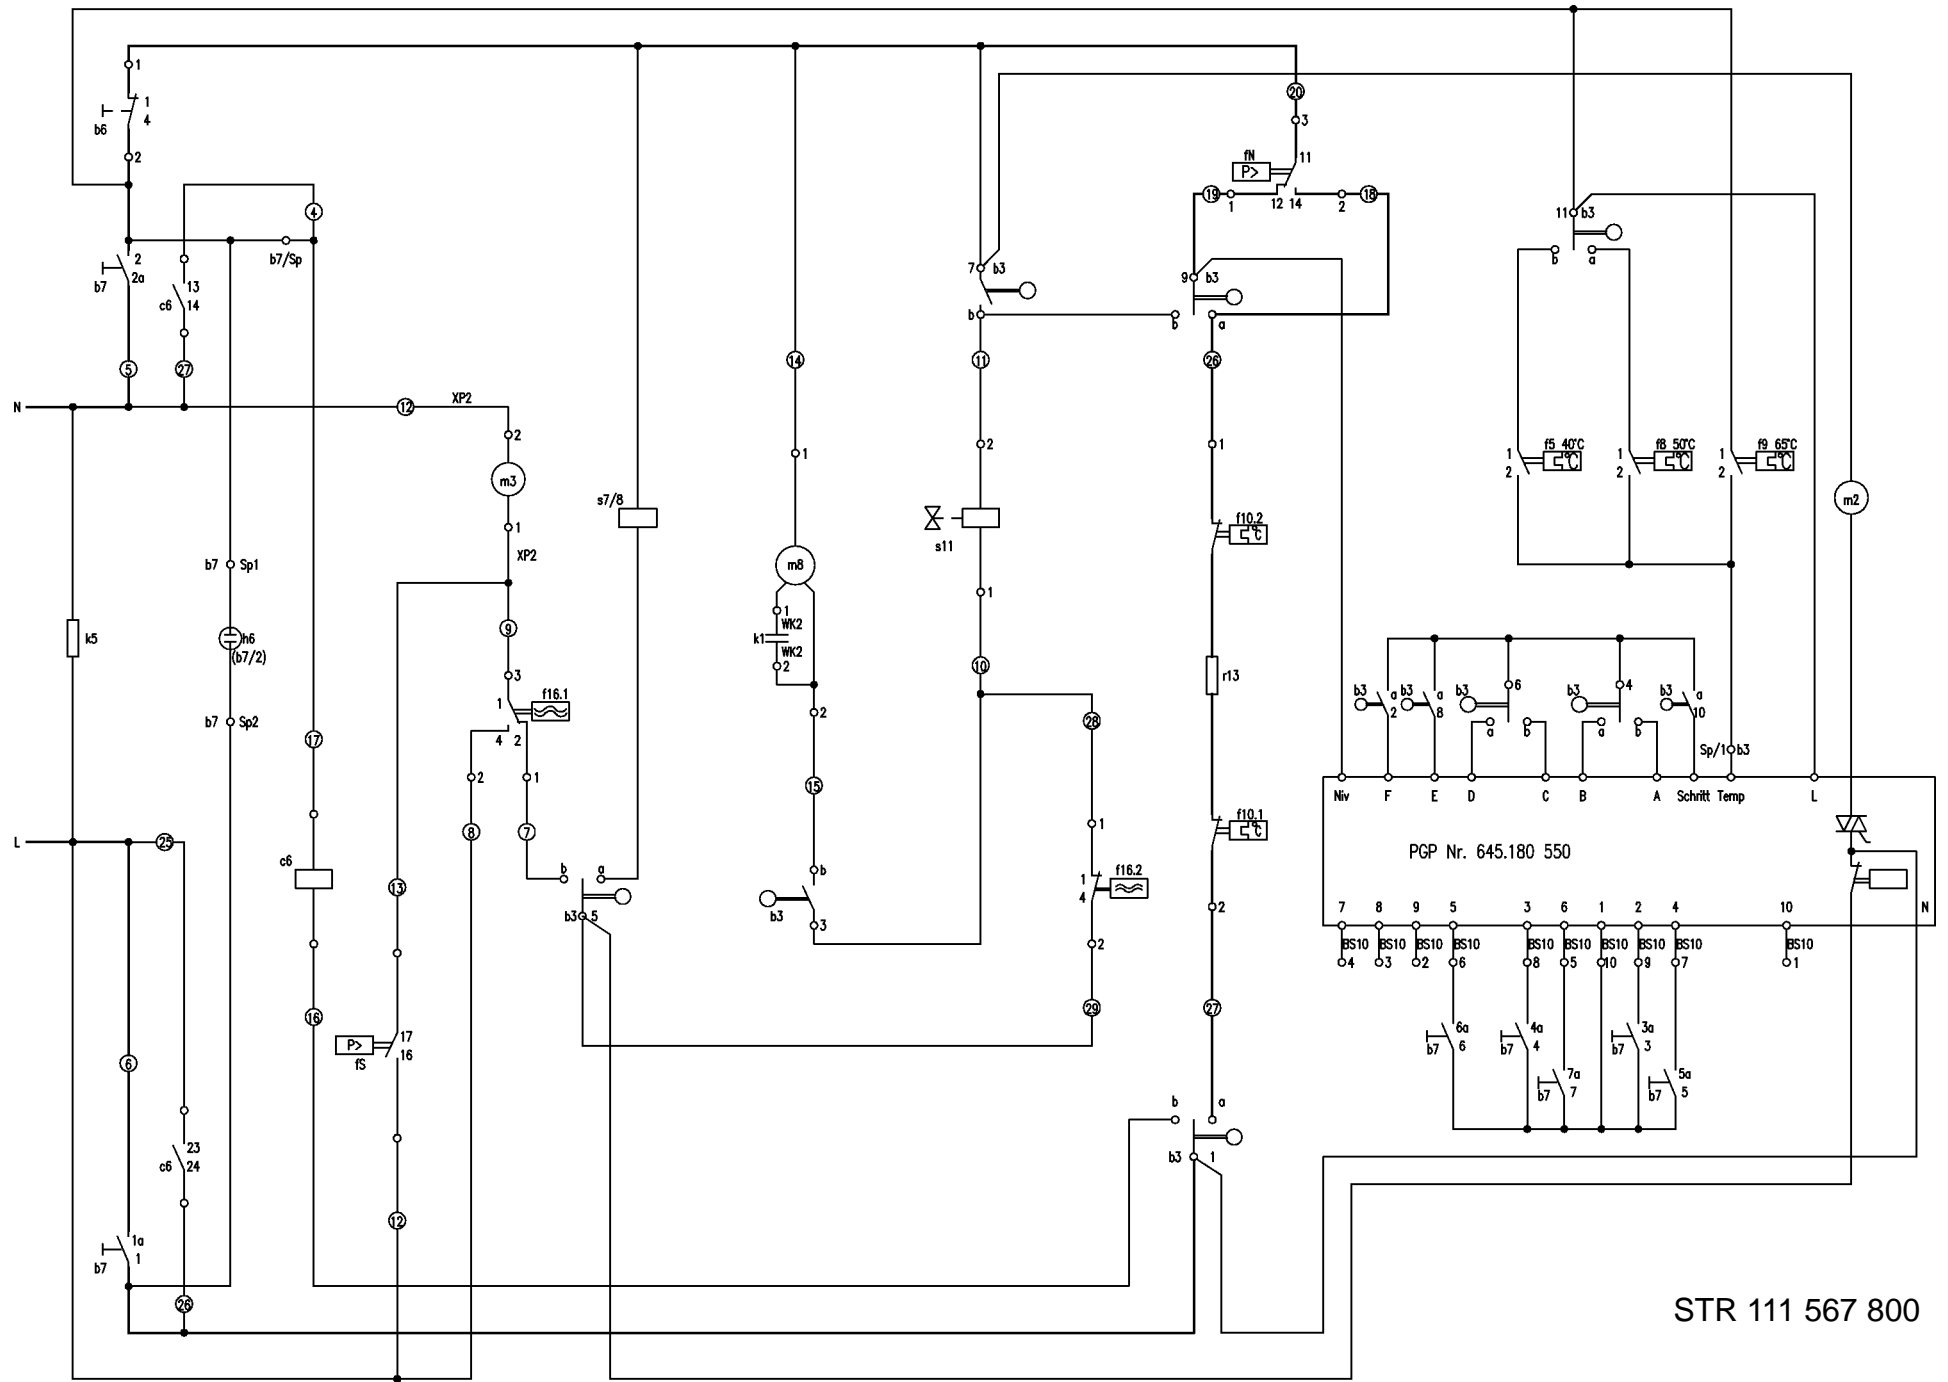 1
20
3
1
b6
4
fN
11
P>
2
19
1
12 14
2
18
4
11 b3
b7/Sp
b a
2
7 b3
9 b3
b7
2a
13
c6
14
b
b
a
5
27
14
11
26
N
12
XP2
2
1
2
1
f5 40°C
f8 50°C
f9 65°C
1
1
1
2
2
2
m3
s7/8
m2
1
f10.2
°C
s11
XP2
b7 Sp1
m8
1
1
WK2
k5
h6
k1
9
(b7/2)
WK2
2
10
r13
3
b3
a
b3
a
b3
6
b3
4
b3
a
1
f16.1
2
8
10
b7 Sp2
2
28
a b
a b
17
4 2
Sp/1 b3
2
1
15
Niv F E D C B A Schritt Temp L
L
25
8
7
1
f10.1
°C
PGP Nr. 645.180 550
c6
b
a
b
f16.2
13
1
4
b3 5
b3
3
2
7 8 9 5 3 6 1 2 4 10 N
BS10 BS10 BS10 BS10 BS10 BS10 BS10 BS10 BS10
4 3 2 6 8 5 10 9 7 1
2
16
29
27
17
6a
4a
3a
P>
16
b7 6
b7 4
b7 3
fS
6
7a
5a
b7 7
b7 5
b
a
23
c6 24
b3
1
12
1a
b7
1
26
STR 111 567 800